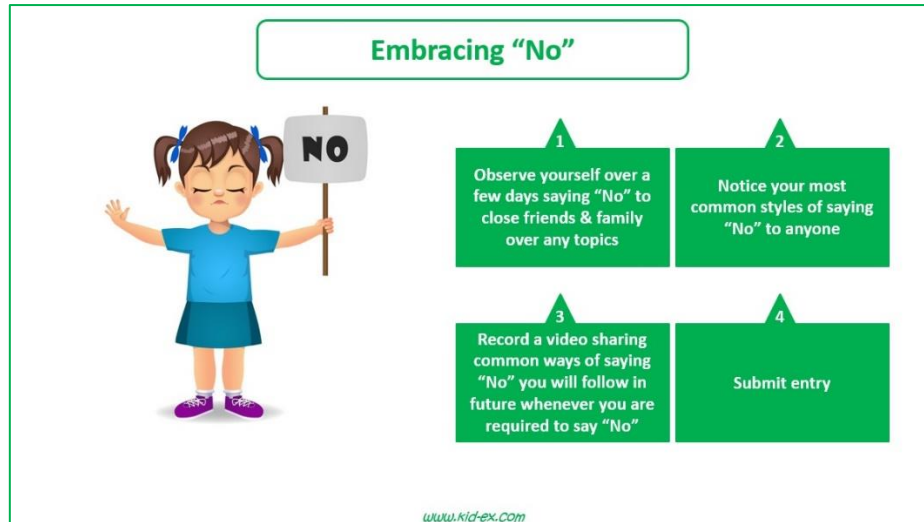 Embracing “No”
NO
1
Observe yourself over a
few days saying “No” to
close friends & family
over any topics
2
Notice your most
common styles of saying
“No” to anyone
3
Record a video sharing
common ways of saying
“No” you will follow in
future whenever you are
required to say “No”
4
Submit entry
www.kid-ex.com